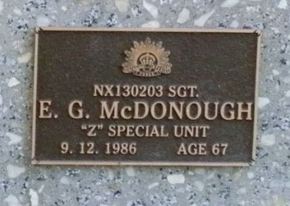 NX130203 SGT.
E. G. McDONOUGH
"Z" SPECIAL UNIT
9. 12. 1986 AGE 67